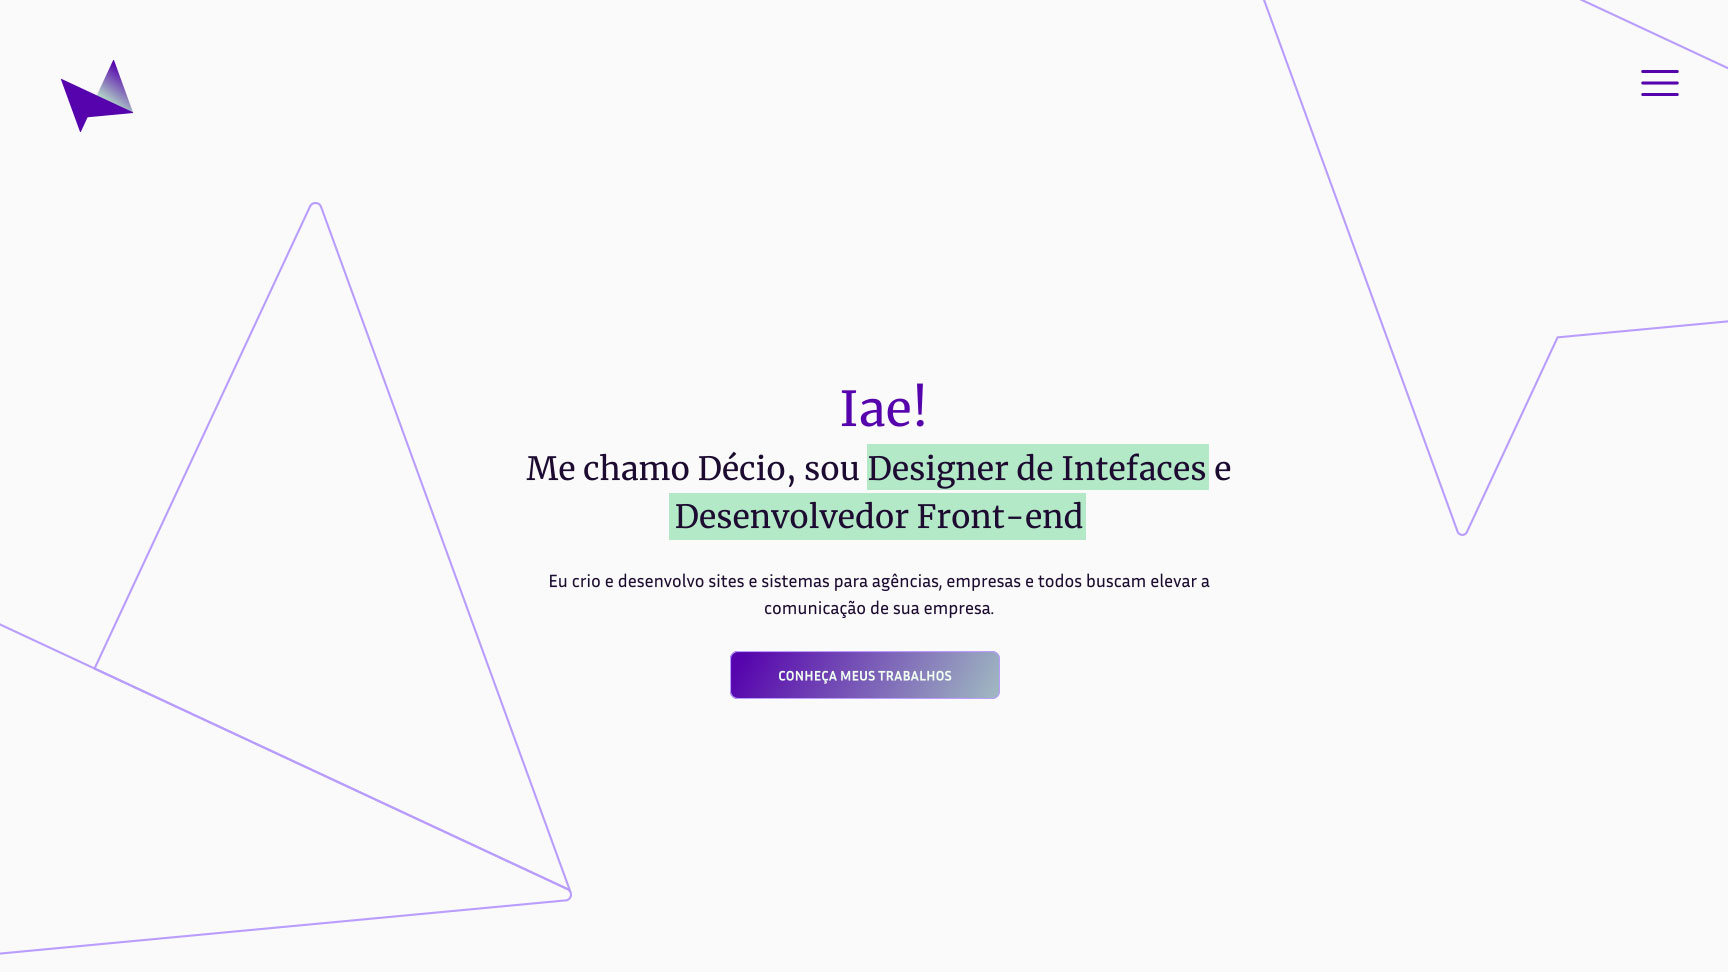 Iae!
Me chamo Décio, sou Designer de Intefaces e
Desenvolvedor Front-end
Eu crio e desenvolvo sites e sistemas para agências, empresas e todos buscam elevar a
comunicação de sua empresa.
CONHEÇA MEUS TRABALHOS